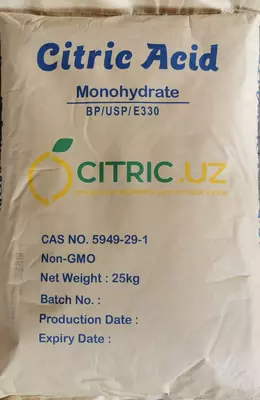 Citric Acid
Monohydrate
BP/USP/E330
CITRIC.UZ
CAS NO. 5949-29-1
Non-GMO
Net Weight : 25kg
Batch No. :
Production Date :
Expiry Date :